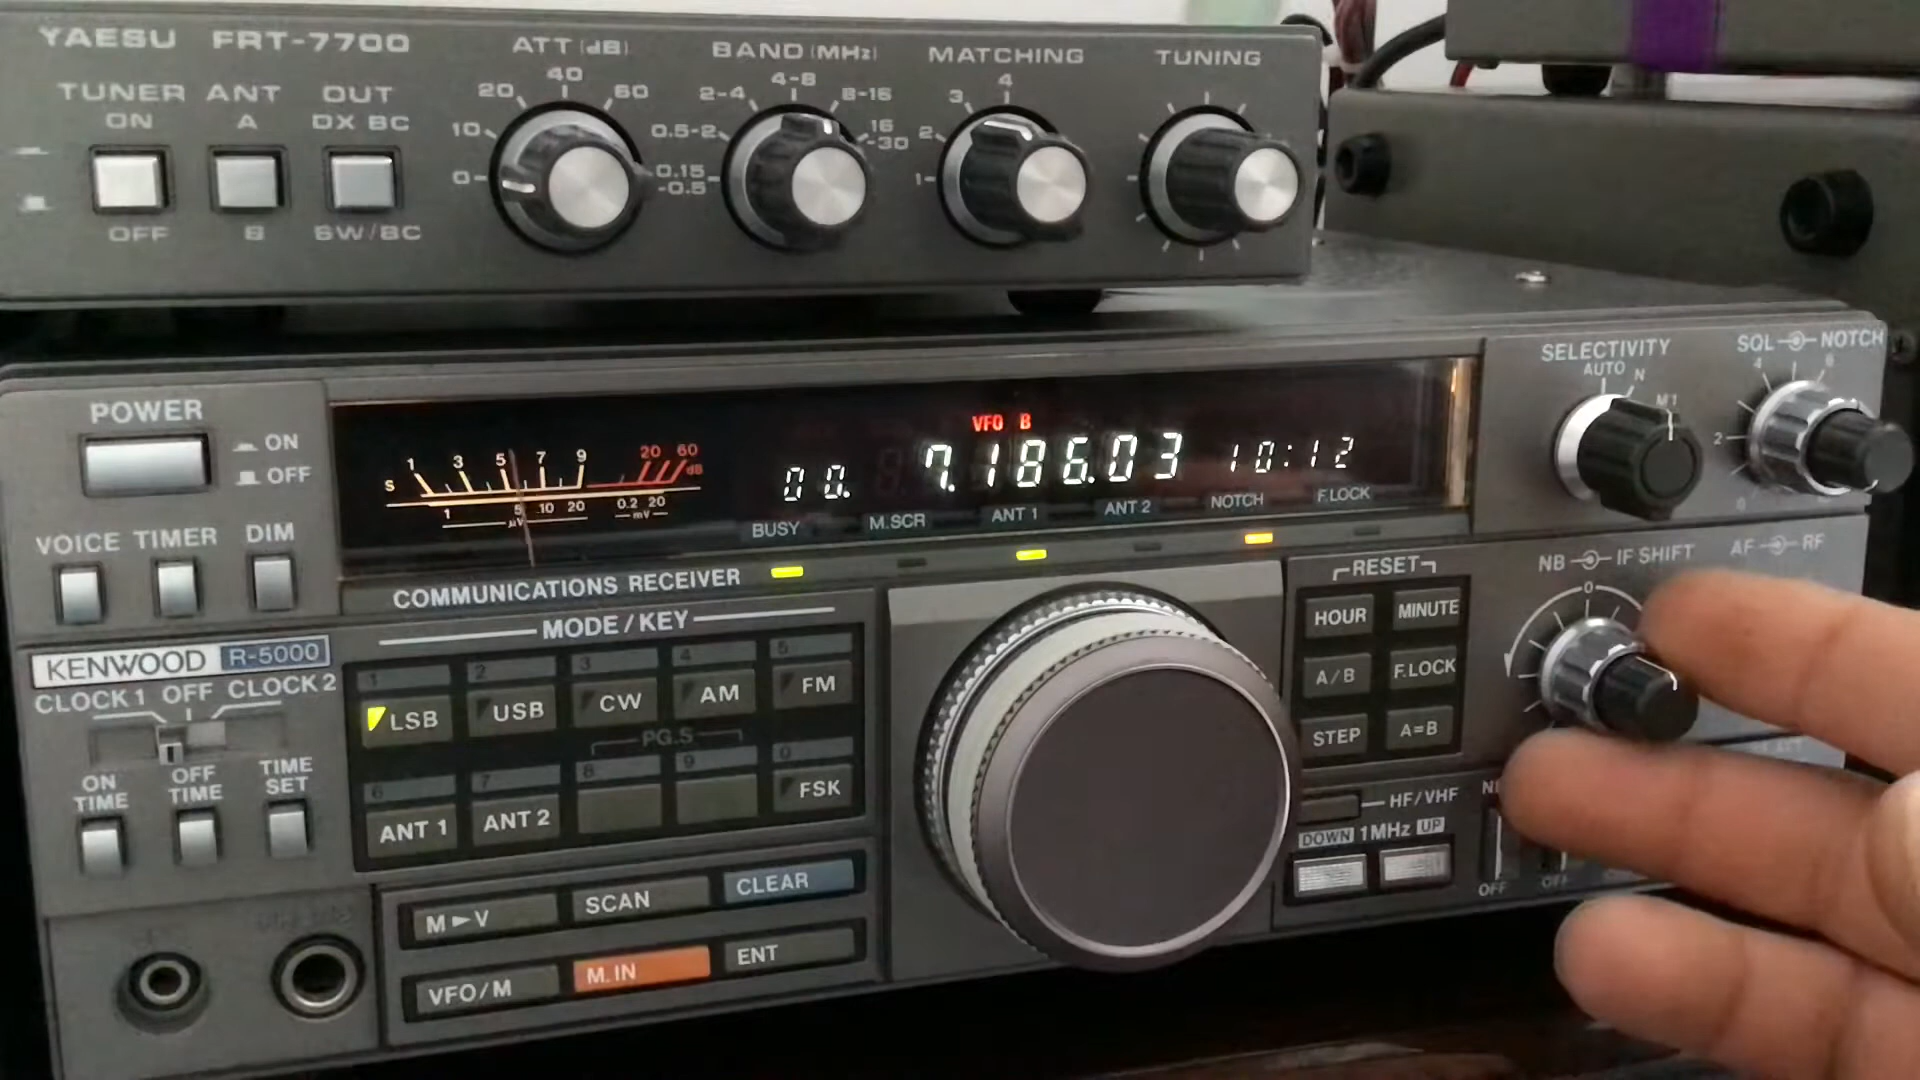 YAESU FRT-7700
TUNER ANT OUT
ON A DX BC
OFF B SW/BC
ATT (dB)
0 10 20 40 60
BAND (MHz)
0.15-0.5 0.5-2 2-4 4-8 8-16 16-30
MATCHING
1 2 3 4
TUNING
POWER
ON
OFF
VOICE TIMER DIM
S 1 3 5 7 9 20 60 dB
1 5 10 20 0.2 20
μV mV
VFO B
00. 7.186.03 10:12
BUSY M.SCR ANT 1 ANT 2 NOTCH F.LOCK
COMMUNICATIONS RECEIVER
KENWOOD R-5000
CLOCK 1 OFF CLOCK 2
ON TIME
OFF TIME
TIME SET
MODE/KEY
1 2 3 4 5
LSB USB CW AM FM
PG.S
6 7 8 9 0
ANT 1 ANT 2 FSK
M►V SCAN CLEAR
VFO/M M.IN ENT
RESET
HOUR MINUTE
A/B F.LOCK
STEP A=B
HF/VHF
DOWN 1MHz UP
SELECTIVITY
AUTO N M1
SQL NOTCH
0 2 4 6
NB IF SHIFT
0
AF RF
OFF OFF